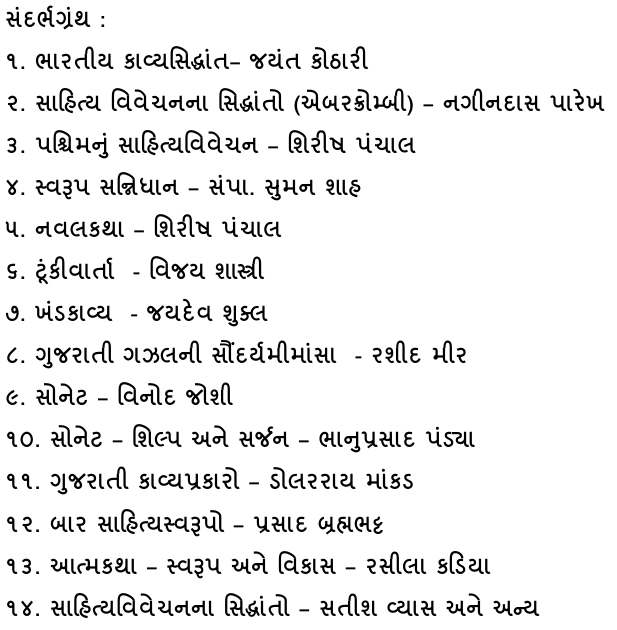 સંદર્ભગ્રંથ :
૧. ભારતીય કાવ્યસિદ્ધાંત– જયંત કોઠારી
૨. સાહિત્ય વિવેચનના સિદ્ધાંતો (એબરક્રોમ્બી) – નગીનદાસ પારેખ
૩. પશ્ચિમનું સાહિત્યવિવેચન – શિરીષ પંચાલ
૪. સ્વરૂપ સન્નિધાન – સંપા. સુમન શાહ
૫. નવલકથા – શિરીષ પંચાલ
૬. ટૂંકીવાર્તા  - વિજય શાસ્ત્રી
૭. ખંડકાવ્ય  - જયદેવ શુક્લ
૮. ગુજરાતી ગઝલની સૌંદર્યમીમાંસા  - રશીદ મીર
૯. સોનેટ – વિનોદ જોશી
૧૦. સોનેટ – શિલ્પ અને સર્જન – ભાનુપ્રસાદ પંડ્યા
૧૧. ગુજરાતી કાવ્યપ્રકારો – ડોલરરાય માંકડ
૧૨. બાર સાહિત્યસ્વરૂપો – પ્રસાદ બ્રહ્મભટ્ટ
૧૩. આત્મકથા – સ્વરૂપ અને વિકાસ – રસીલા કડિયા
૧૪. સાહિત્યવિવેચનના સિદ્ધાંતો – સતીશ વ્યાસ અને અન્ય